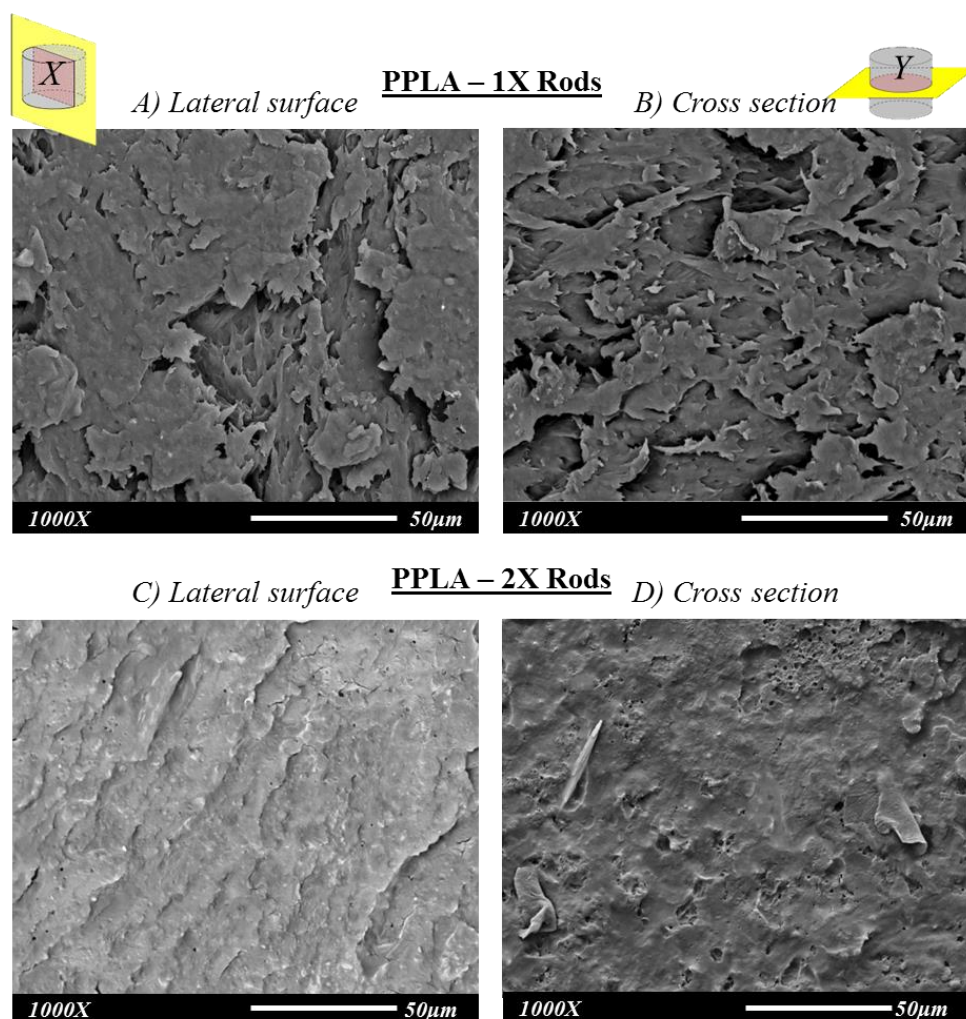 PPLA – 1X Rods
X
A) Lateral surface
B) Cross section
Y
1000X 50μm
1000X 50μm
PPLA – 2X Rods
C) Lateral surface
D) Cross section
1000X 50μm
1000X 50μm